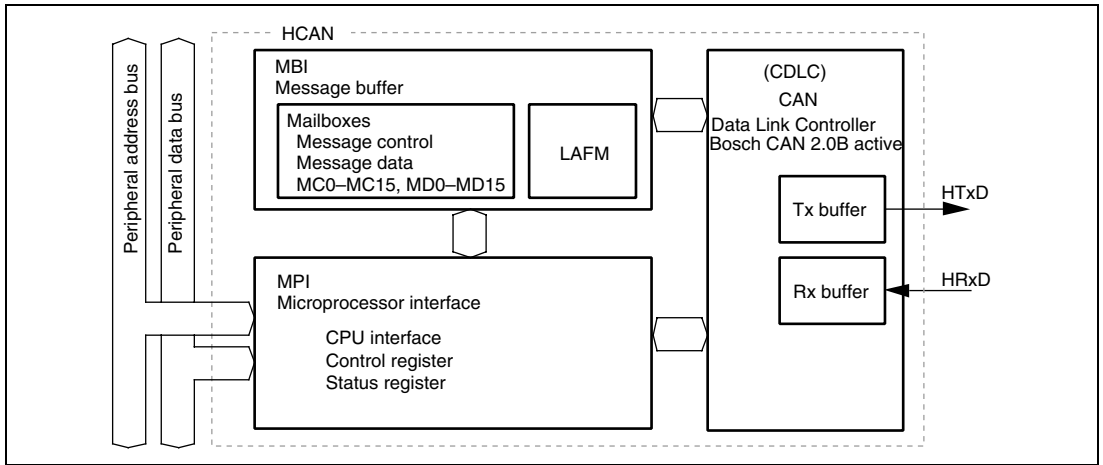 HCAN
Peripheral address bus
Peripheral data bus
MBI
Message buffer
Mailboxes
Message control
Message data
MC0–MC15, MD0–MD15
LAFM
(CDLC)
CAN
Data Link Controller
Bosch CAN 2.0B active
Tx buffer
HTxD
Rx buffer
HRxD
MPI
Microprocessor interface
CPU interface
Control register
Status register